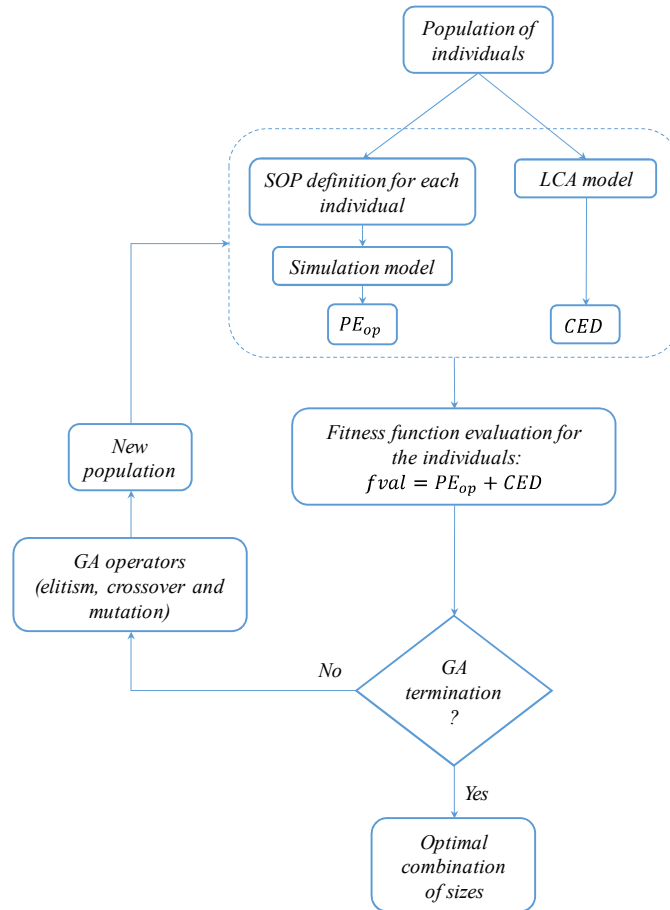 Population of
individuals
SOP definition for each
individual
LCA model
Simulation model
PE_op
CED
Fitness function evaluation for
the individuals:
fval = PE_op + CED
New
population
GA operators
(elitism, crossover and
mutation)
No
GA
termination
?
Yes
Optimal
combination
of sizes